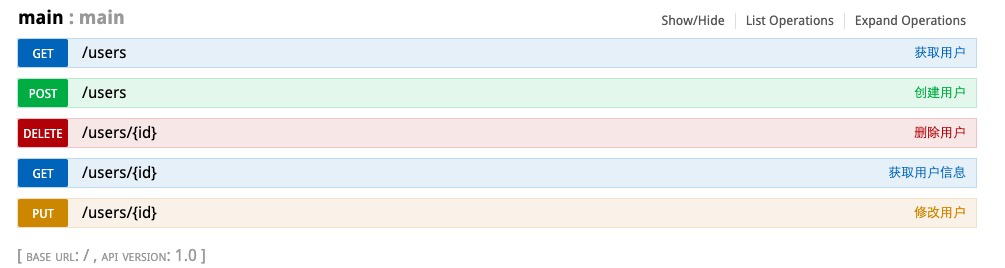 main : main Show/Hide List Operations Expand Operations
GET /users 获取用户
POST /users 创建用户
DELETE /users/{id} 删除用户
GET /users/{id} 获取用户信息
PUT /users/{id} 修改用户
[ BASE URL: / , API VERSION: 1.0 ]